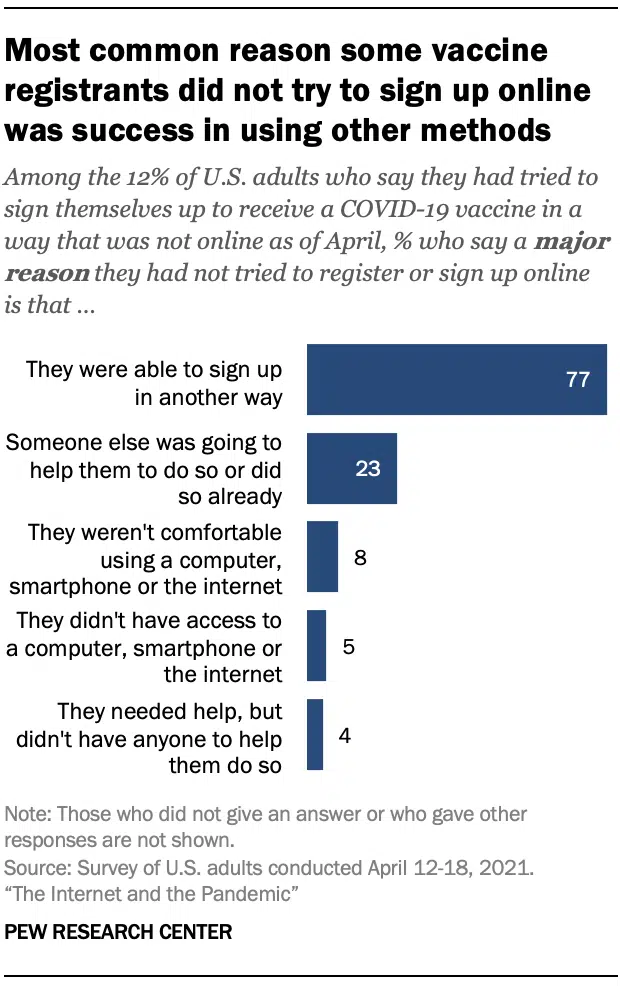 Most common reason some vaccine
registrants did not try to sign up online
was success in using other methods
Among the 12% of U.S. adults who say they had tried to
sign themselves up to receive a COVID-19 vaccine in a
way that was not online as of April, % who say a major
reason they had not tried to register or sign up online
is that ...
They were able to sign up
in another way
77
Someone else was going to
help them to do so or did
so already
23
They weren't comfortable
using a computer,
smartphone or the internet
8
They didn't have access to
a computer, smartphone or
the internet
5
They needed help, but
didn't have anyone to help
them do so
4
Note: Those who did not give an answer or who gave other
responses are not shown.
Source: Survey of U.S. adults conducted April 12-18, 2021.
“The Internet and the Pandemic”
PEW RESEARCH CENTER